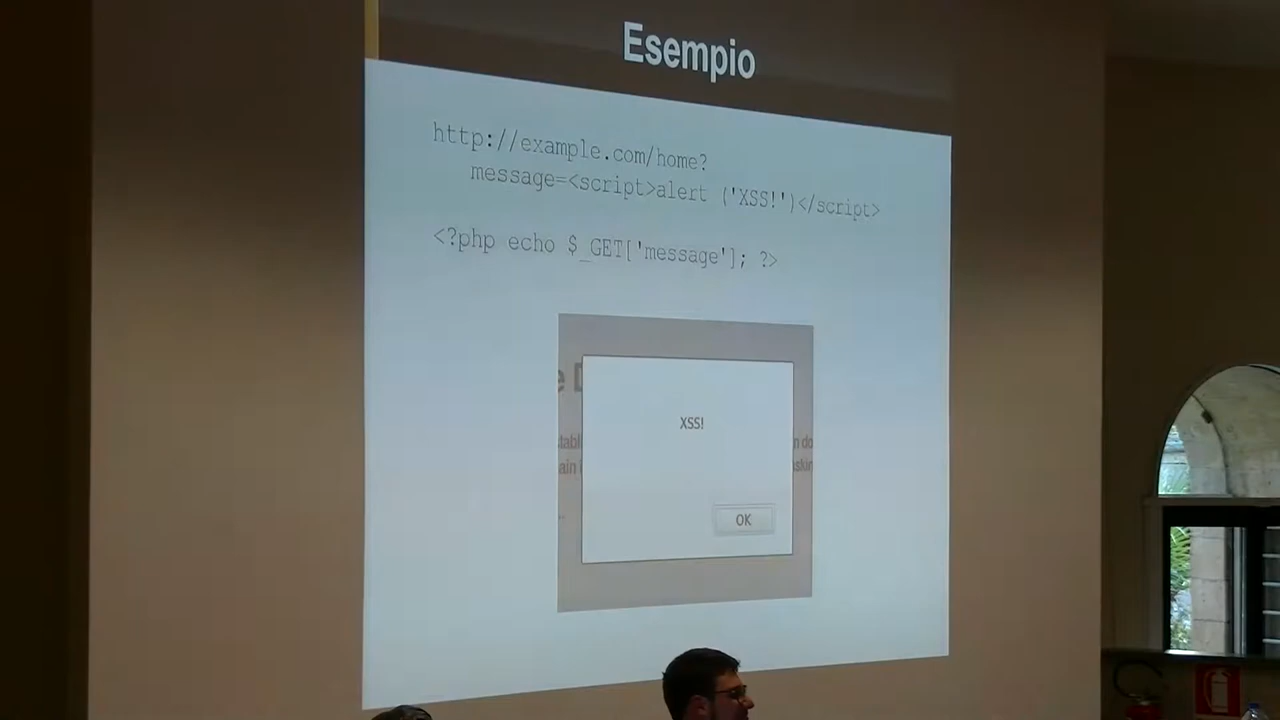 Esempio
http://example.com/home?
message=<script>alert ('XSS!')</script>
<?php echo $_GET['message']; ?>
XSS!
OK